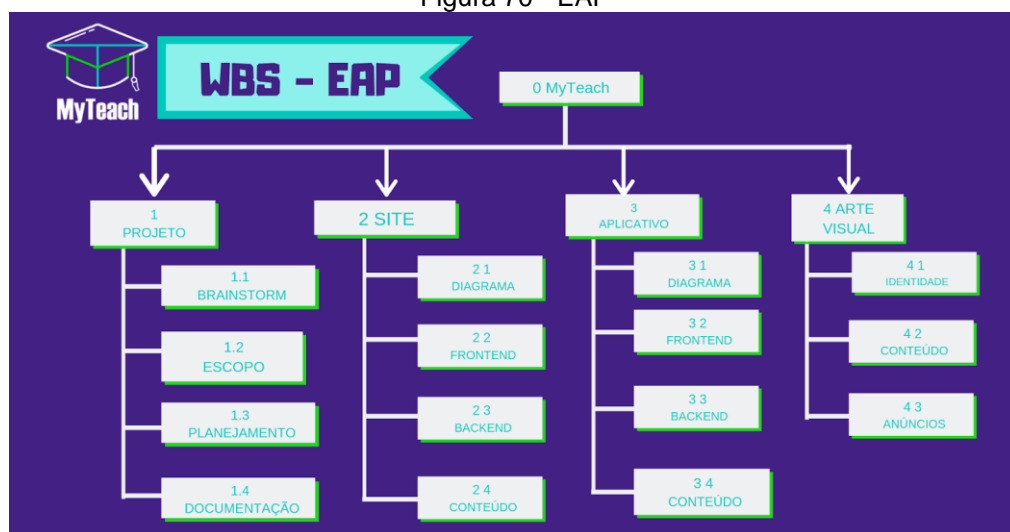 Figura 70 - EAP
MyTeach
WBS - EAP
0 MyTeach
1
PROJETO
1.1
BRAINSTORM
1.2
ESCOPO
1.3
PLANEJAMENTO
1.4
DOCUMENTAÇÃO
2 SITE
2 1
DIAGRAMA
2 2
FRONTEND
2 3
BACKEND
2 4
CONTEÚDO
3
APLICATIVO
3 1
DIAGRAMA
3 2
FRONTEND
3 3
BACKEND
3 4
CONTEÚDO
4 ARTE
VISUAL
4 1
IDENTIDADE
4 2
CONTEÚDO
4 3
ANÚNCIOS